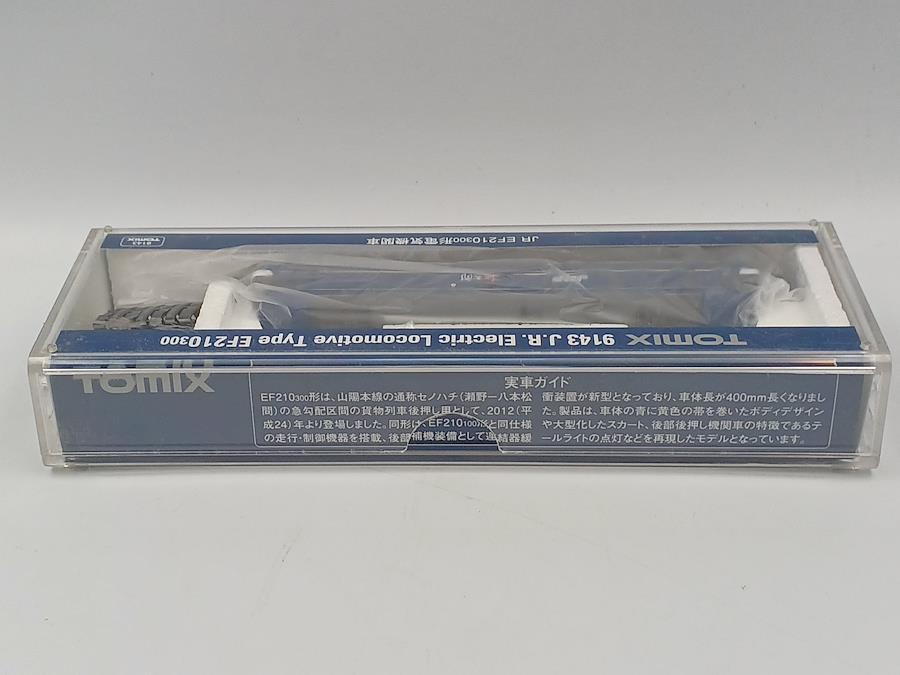 9143
TOMIX
JR EF210300形電気機関車
TOMIX 9143 J.R. Electric Locomotive Type EF210300
TOMIX
実車ガイド
EF210300形は、山陽本線の通称セノハチ(瀬野ー八本松
間)の急勾配区間の貨物列車後押し用として、2012(平
成24)年より登場しました。同形は、EF210100形と同仕様
の走行・制御機器を搭載、後部補機装備として連結器緩
衝装置が新型となっており、車体長が400mm長くなりまし
た。製品は、車体の青に黄色の帯を巻いたボディデザイン
や大型化したスカート、後部後押し機関車の特徴であるテ
ールライトの点灯などを再現したモデルとなっています。